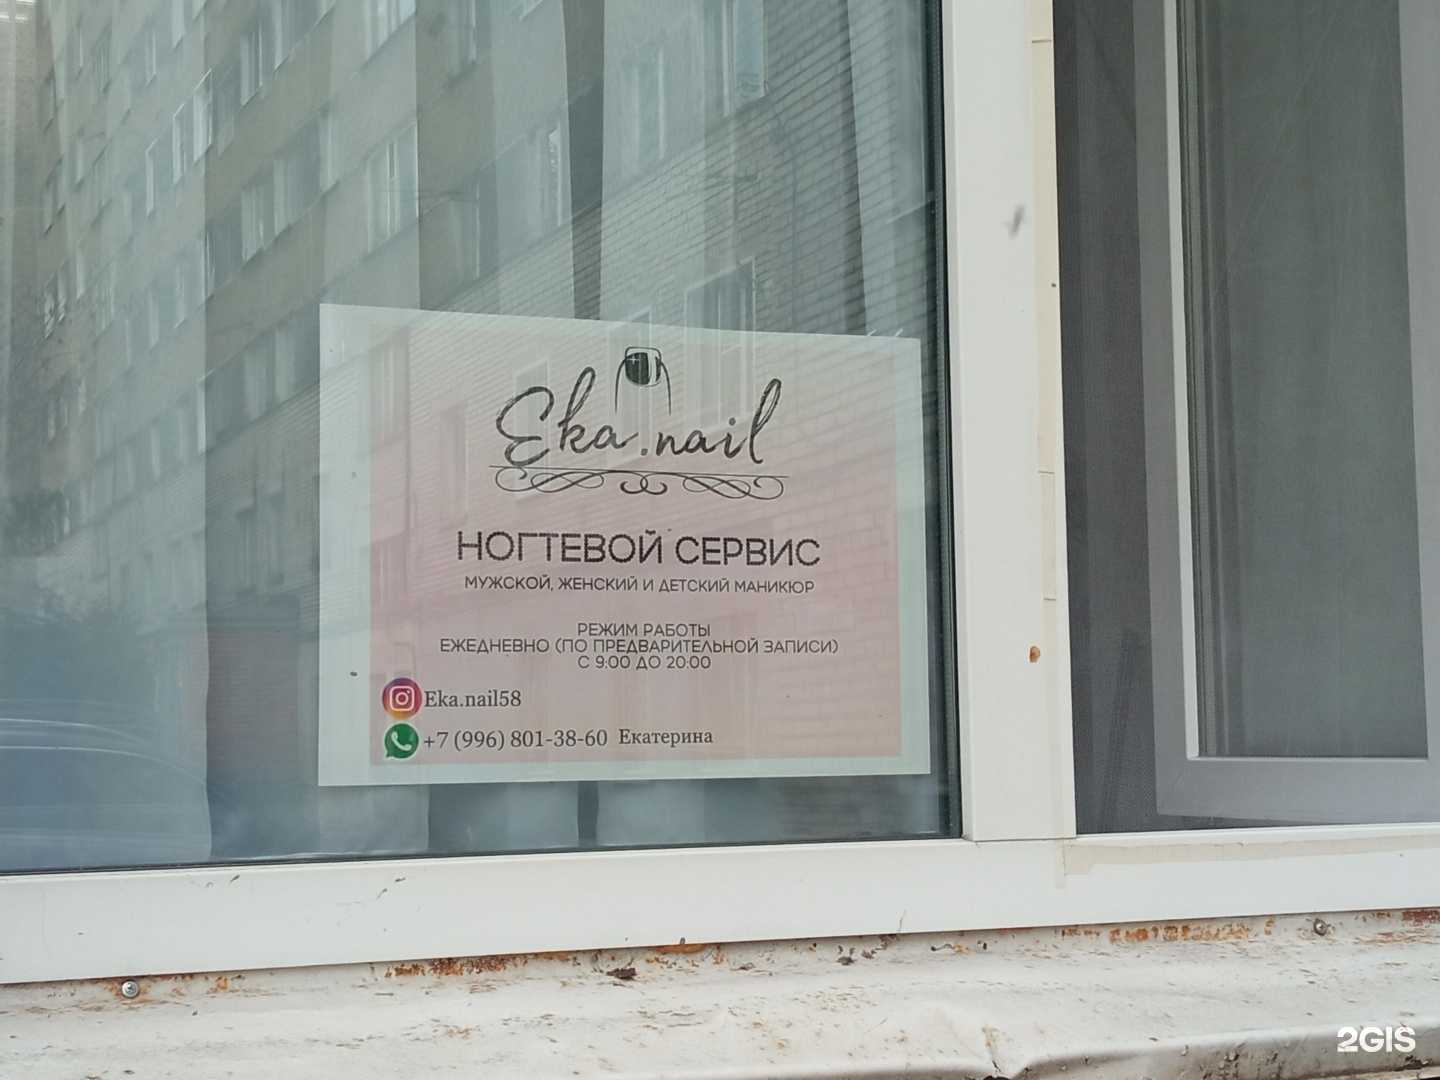 Eka.nail
НОГТЕВОЙ СЕРВИС
МУЖСКОЙ, ЖЕНСКИЙ И ДЕТСКИЙ МАНИКЮР
РЕЖИМ РАБОТЫ
ЕЖЕДНЕВНО (ПО ПРЕДВАРИТЕЛЬНОЙ ЗАПИСИ)
С 9:00 ДО 20:00
Eka.nail58
+7 (996) 801-38-60 Екатерина
2GIS